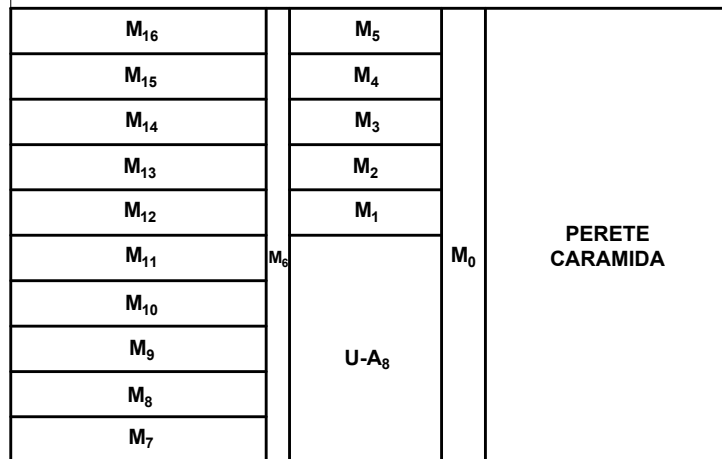 M₁₆
M₁₅
M₁₄
M₁₃
M₁₂
M₁₁
M₁₀
M₉
M₈
M₇
M₆
M₅
M₄
M₃
M₂
M₁
U-A₈
M₀
PERETE
CARAMIDA